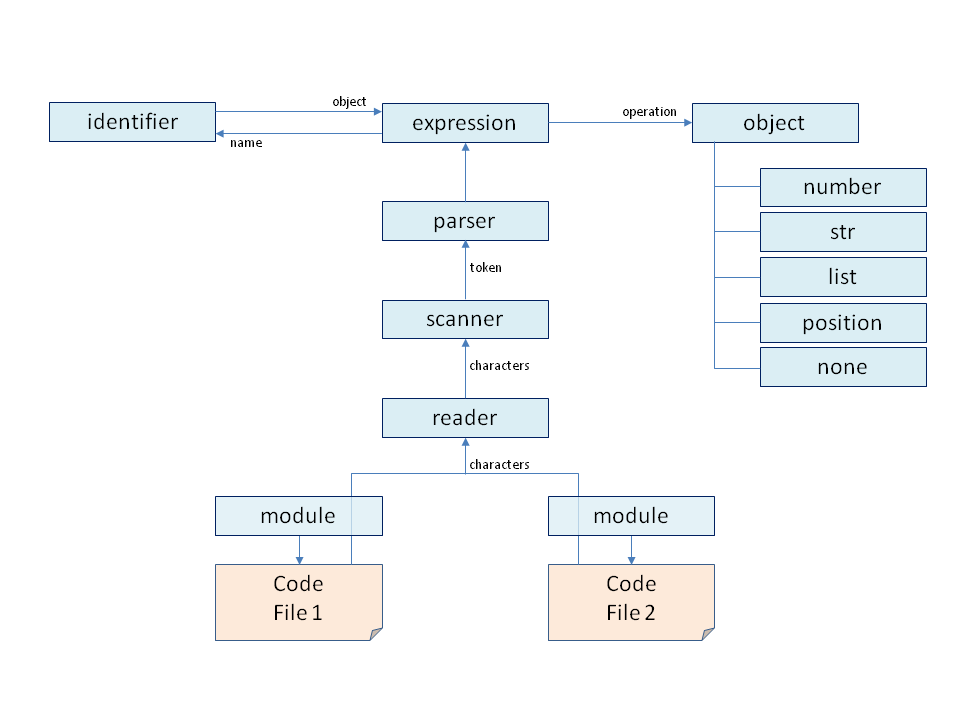 object
identifier
expression
operation
object
name
number
parser
str
token
list
scanner
position
characters
none
reader
characters
module
module
Code
File 1
Code
File 2